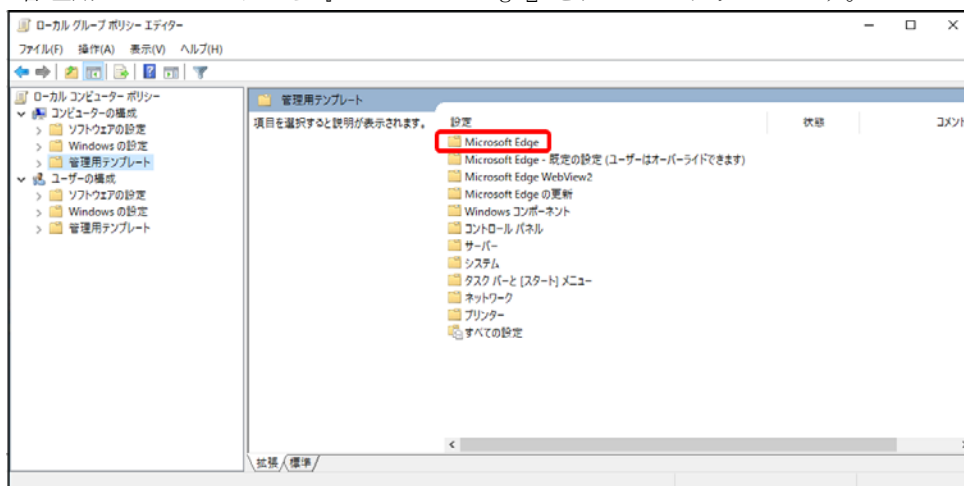 ローカル グループ ポリシー エディター
ファイル(F) 操作(A) 表示(V) ヘルプ(H)
ローカル コンピューター ポリシー
コンピューターの構成
ソフトウェアの設定
Windows の設定
管理用テンプレート
ユーザーの構成
ソフトウェアの設定
Windows の設定
管理用テンプレート
管理用テンプレート
項目を選択すると説明が表示されます。
設定 状態 コメント
Microsoft Edge
Microsoft Edge - 既定の設定 (ユーザーはオーバーライドできます)
Microsoft Edge WebView2
Microsoft Edge の更新
Windows コンポーネント
コントロール パネル
サーバー
システム
タスク バーと [スタート] メニュー
ネットワーク
プリンター
すべての設定
拡張 標準